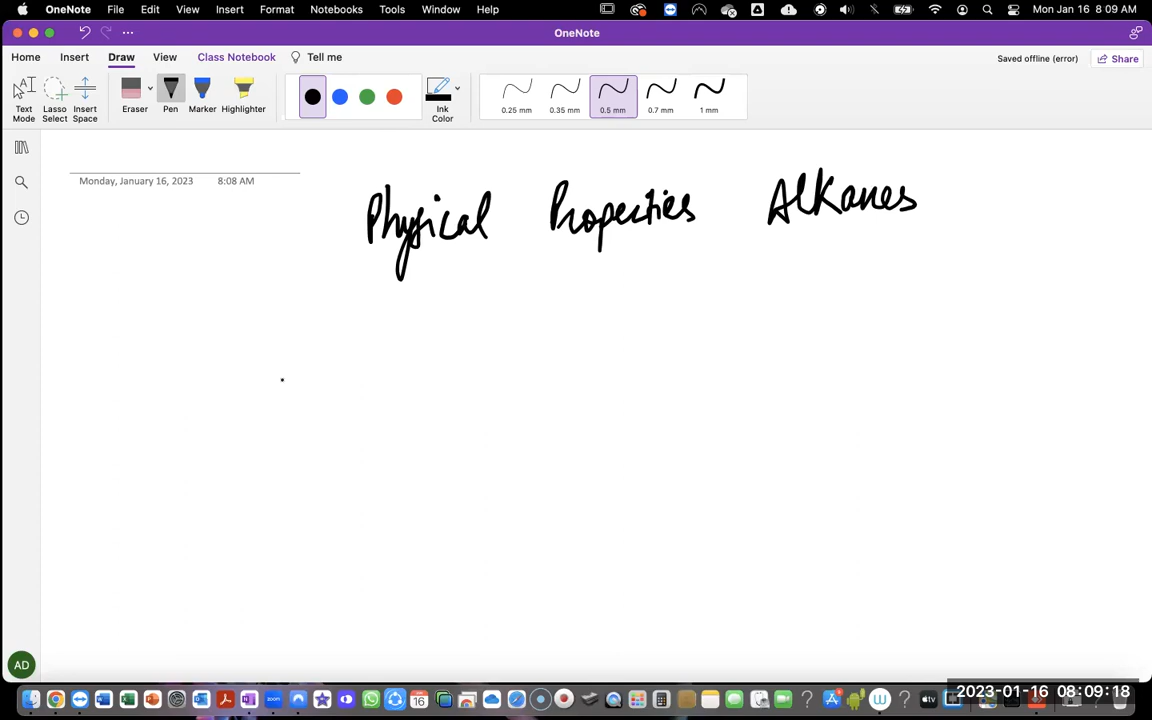 OneNote File Edit View Insert Format Notebooks Tools Window Help Mon Jan 16 8:09 AM
OneNote
Home Insert Draw View Class Notebook Tell me Saved offline (error) Share
Text Mode Lasso Select Insert Space Eraser Pen Marker Highlighter Ink Color 0.25 mm 0.35 mm 0.5 mm 0.7 mm 1 mm
Monday, January 16, 2023 8:08 AM
Physical Properties Alkanes
AD
2023-01-16 08:09:18